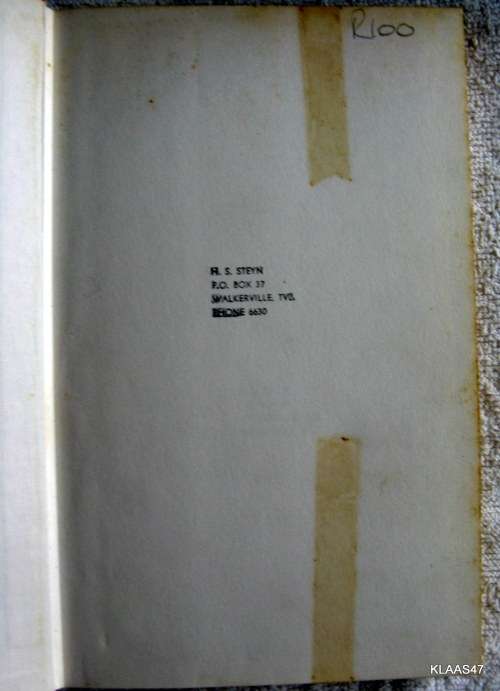 R100
H. S. STEYN
P.O. BOX 37
WALKERVILLE, TVL.
PHONE 6630
KLAAS47